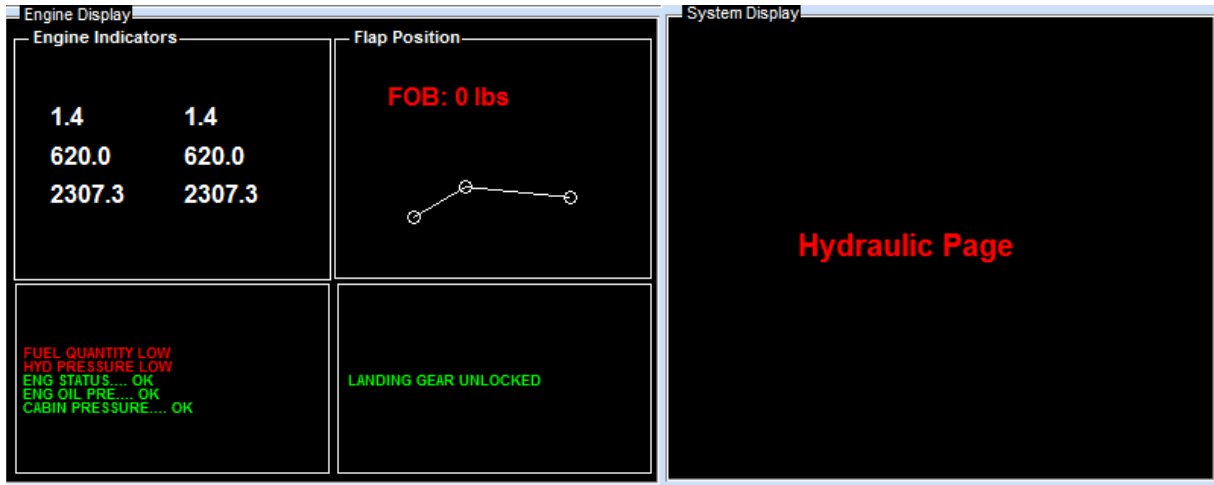 Engine Display
Engine Indicators
1.4 1.4
620.0 620.0
2307.3 2307.3
Flap Position
FOB: 0 lbs
FUEL QUANTITY LOW
HYD PRESSURE LOW
ENG STATUS.... OK
ENG OIL PRE.... OK
CABIN PRESSURE.... OK
LANDING GEAR UNLOCKED
System Display
Hydraulic Page